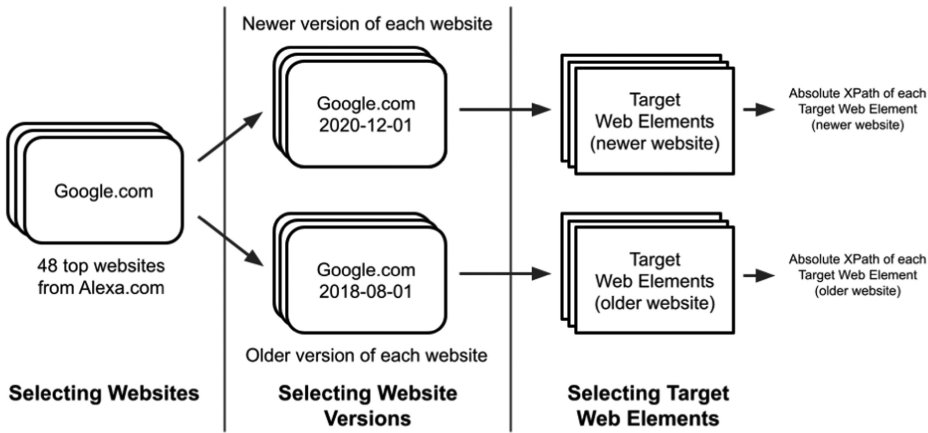 Newer version of each website
Google.com
48 top websites
from Alexa.com
Selecting Websites
Google.com
2020-12-01
Google.com
2018-08-01
Older version of each website
Selecting Website
Versions
Target
Web Elements
(newer website)
Absolute XPath of each
Target Web Element
(newer website)
Target
Web Elements
(older website)
Absolute XPath of each
Target Web Element
(older website)
Selecting Target
Web Elements